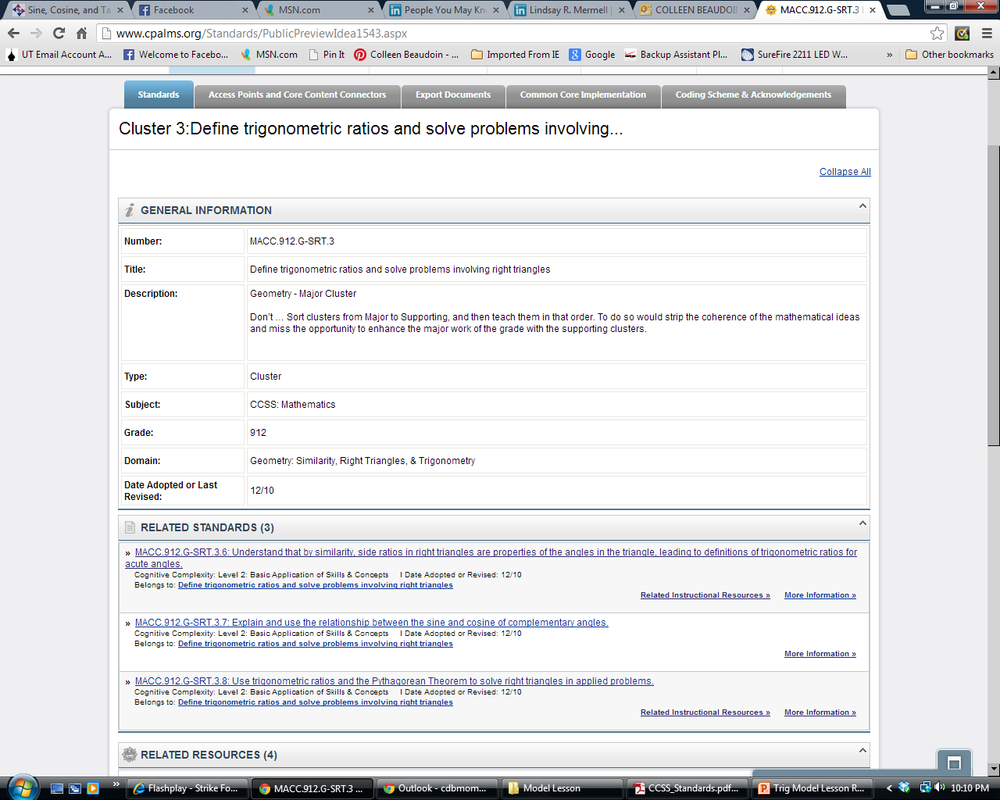 Sine, Cosine, and Ta
Facebook
MSN.com
People You May Kn
Lindsay R. Mermell |
COLLEEN BEAUDOI
MACC.912.G-SRT.3
www.cpalms.org/Standards/PublicPreviewIdea1543.aspx
UT Email Account A...
Welcome to Facebo...
MSN.com
Pin It
Colleen Beaudoin - ...
Imported From IE
Google
Backup Assistant Pl...
SureFire 2211 LED W...
»
Other bookmarks
Standards
Access Points and Core Content Connectors
Export Documents
Common Core Implementation
Coding Scheme & Acknowledgements
Cluster 3:Define trigonometric ratios and solve problems involving...
Collapse All
GENERAL INFORMATION
Number: MACC.912.G-SRT.3
Title: Define trigonometric ratios and solve problems involving right triangles
Description: Geometry - Major Cluster
Don't … Sort clusters from Major to Supporting, and then teach them in that order. To do so would strip the coherence of the mathematical ideas
and miss the opportunity to enhance the major work of the grade with the supporting clusters.
Type: Cluster
Subject: CCSS: Mathematics
Grade: 912
Domain: Geometry: Similarity, Right Triangles, & Trigonometry
Date Adopted or Last
Revised:
12/10
RELATED STANDARDS (3)
» MACC.912.G-SRT.3.6: Understand that by similarity, side ratios in right triangles are properties of the angles in the triangle, leading to definitions of trigonometric ratios for
acute angles.
Cognitive Complexity: Level 2: Basic Application of Skills & Concepts I Date Adopted or Revised: 12/10
Belongs to: Define trigonometric ratios and solve problems involving right triangles
Related Instructional Resources » More Information »
» MACC.912.G-SRT.3.7: Explain and use the relationship between the sine and cosine of complementary angles.
Cognitive Complexity: Level 2: Basic Application of Skills & Concepts I Date Adopted or Revised: 12/10
Belongs to: Define trigonometric ratios and solve problems involving right triangles
More Information »
» MACC.912.G-SRT.3.8: Use trigonometric ratios and the Pythagorean Theorem to solve right triangles in applied problems.
Cognitive Complexity: Level 2: Basic Application of Skills & Concepts I Date Adopted or Revised: 12/10
Belongs to: Define trigonometric ratios and solve problems involving right triangles
Related Instructional Resources » More Information »
RELATED RESOURCES (4)
»
Flashplay - Strike Fo...
MACC.912.G-SRT.3 ...
Outlook - cdbmom...
Model Lesson
CCSS_Standards.pdf...
Trig Model Lesson R...
10:10 PM